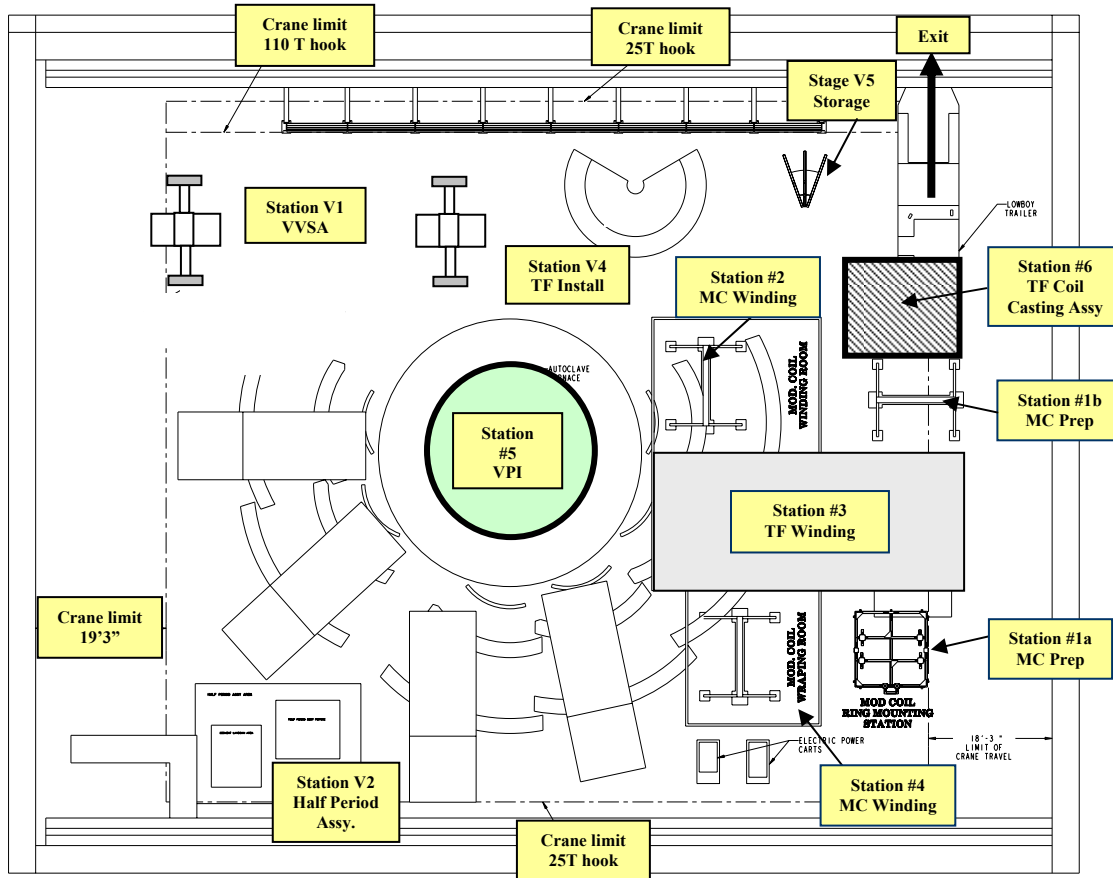 Crane limit
110 T hook
Crane limit
25T hook
Exit
Stage V5
Storage
Station V1
VVSA
LOWBOY
TRAILER
Station V4
TF Install
Station #2
MC Winding
Station #6
TF Coil
Casting Assy
AUTOCLAVE
MOD. COIL
WINDING ROOM
Station #1b
MC Prep
Station
#5
VPI
Station #3
TF Winding
Crane limit
19'3"
MOD. COIL
WRAPING ROOM
Station #1a
MC Prep
MOD COIL
RING MOUNTING
STATION
HALF PERIOD ASSY AREA
ELECTRIC POWER
CARTS
18'-3"
LIMIT OF
CRANE TRAVEL
Station V2
Half Period
Assy.
Station #4
MC Winding
Crane limit
25T hook